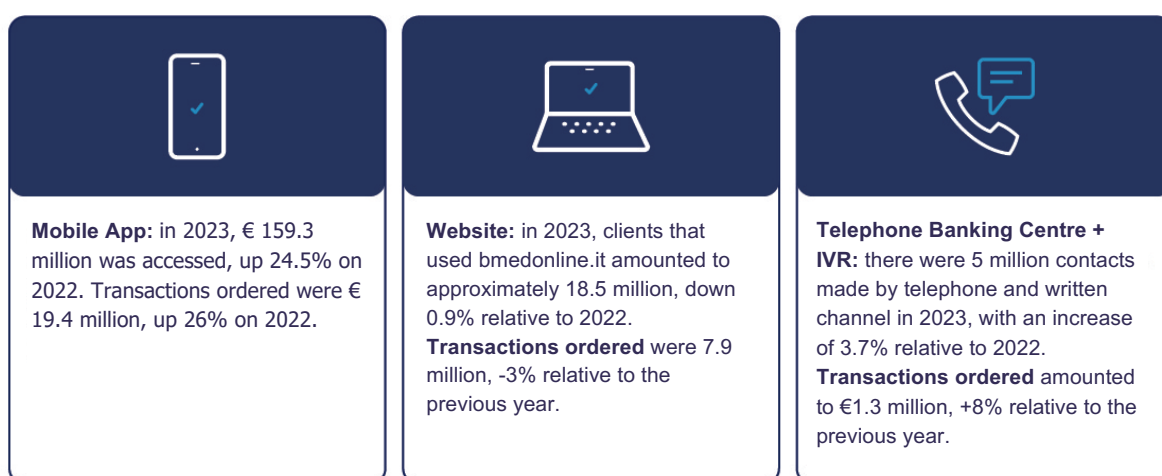 Mobile App: in 2023, € 159.3
million was accessed, up 24.5% on
2022. Transactions ordered were €
19.4 million, up 26% on 2022.
Website: in 2023, clients that
used bmedonline.it amounted to
approximately 18.5 million, down
0.9% relative to 2022.
Transactions ordered were 7.9
million, -3% relative to the
previous year.
Telephone Banking Centre +
IVR: there were 5 million contacts
made by telephone and written
channel in 2023, with an increase
of 3.7% relative to 2022.
Transactions ordered amounted
to €1.3 million, +8% relative to the
previous year.